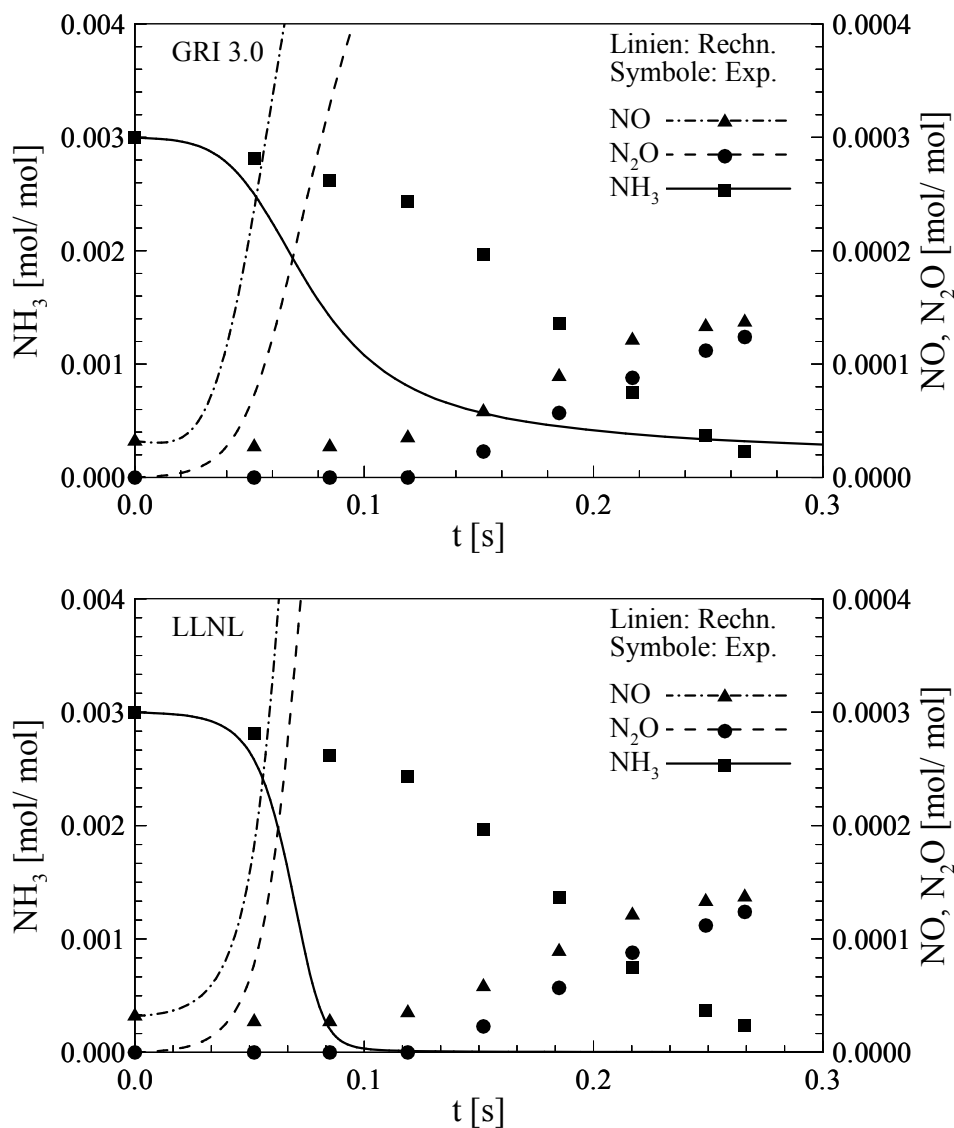 GRI 3.0
Linien: Rechn.
Symbole: Exp.
NO
N₂O
NH₃
0.004
0.003
0.002
0.001
0.000
NH₃ [mol/ mol]
0.0004
0.0003
0.0002
0.0001
0.0000
NO, N₂O [mol/ mol]
0.0 0.1 0.2 0.3
t [s]
LLNL
Linien: Rechn.
Symbole: Exp.
NO
N₂O
NH₃
0.004
0.003
0.002
0.001
0.000
NH₃ [mol/ mol]
0.0004
0.0003
0.0002
0.0001
0.0000
NO, N₂O [mol/ mol]
0.0 0.1 0.2 0.3
t [s]